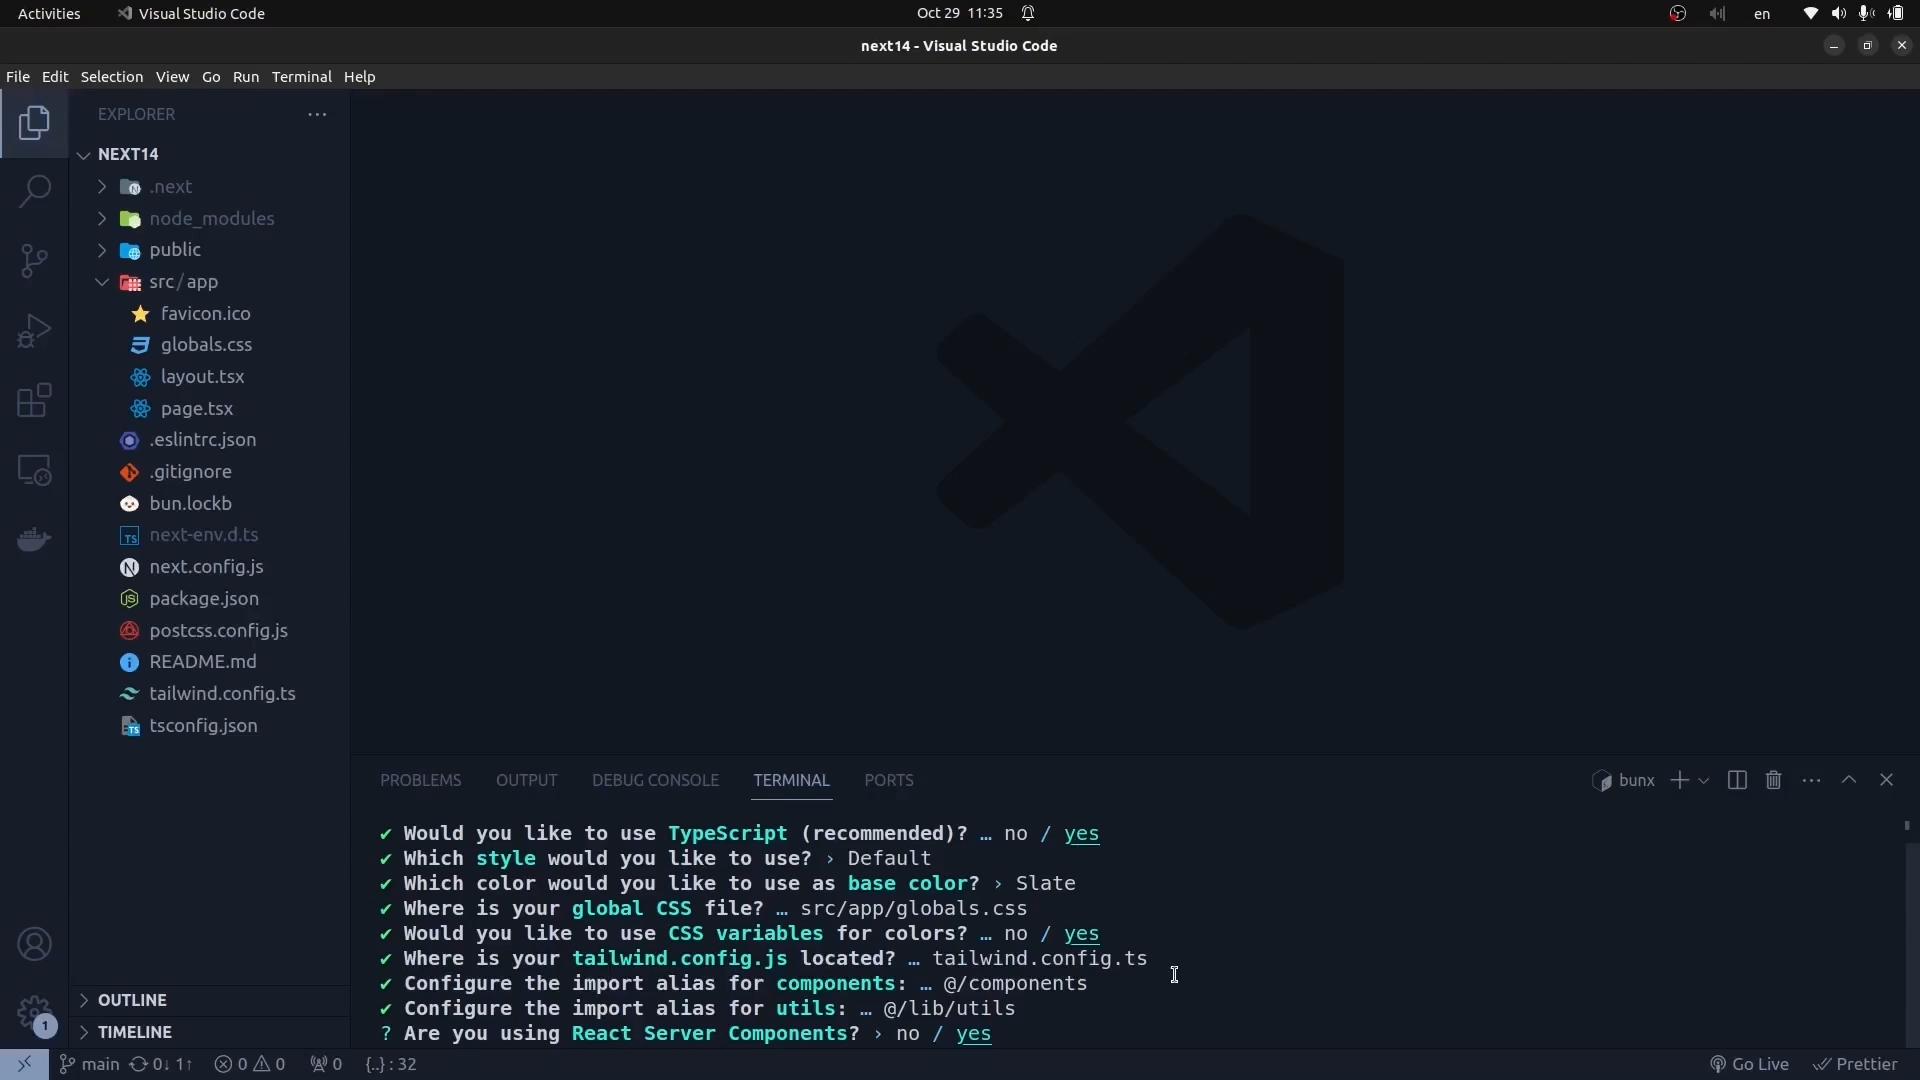 Activities
Visual Studio Code
Oct 29 11:35
en
next14 - Visual Studio Code
File Edit Selection View Go Run Terminal Help
EXPLORER
NEXT14
.next
node_modules
public
src/app
favicon.ico
globals.css
layout.tsx
page.tsx
.eslintrc.json
.gitignore
bun.lockb
next-env.d.ts
next.config.js
package.json
postcss.config.js
README.md
tailwind.config.ts
tsconfig.json
OUTLINE
TIMELINE
1
PROBLEMS OUTPUT DEBUG CONSOLE TERMINAL PORTS
bunx
✔ Would you like to use TypeScript (recommended)? … no / yes
✔ Which style would you like to use? › Default
✔ Which color would you like to use as base color? › Slate
✔ Where is your global CSS file? … src/app/globals.css
✔ Would you like to use CSS variables for colors? … no / yes
✔ Where is your tailwind.config.js located? … tailwind.config.ts
✔ Configure the import alias for components: … @/components
✔ Configure the import alias for utils: … @/lib/utils
? Are you using React Server Components? › no / yes
main 0↓ 1↑ 0 0 0 {..} : 32
Go Live Prettier